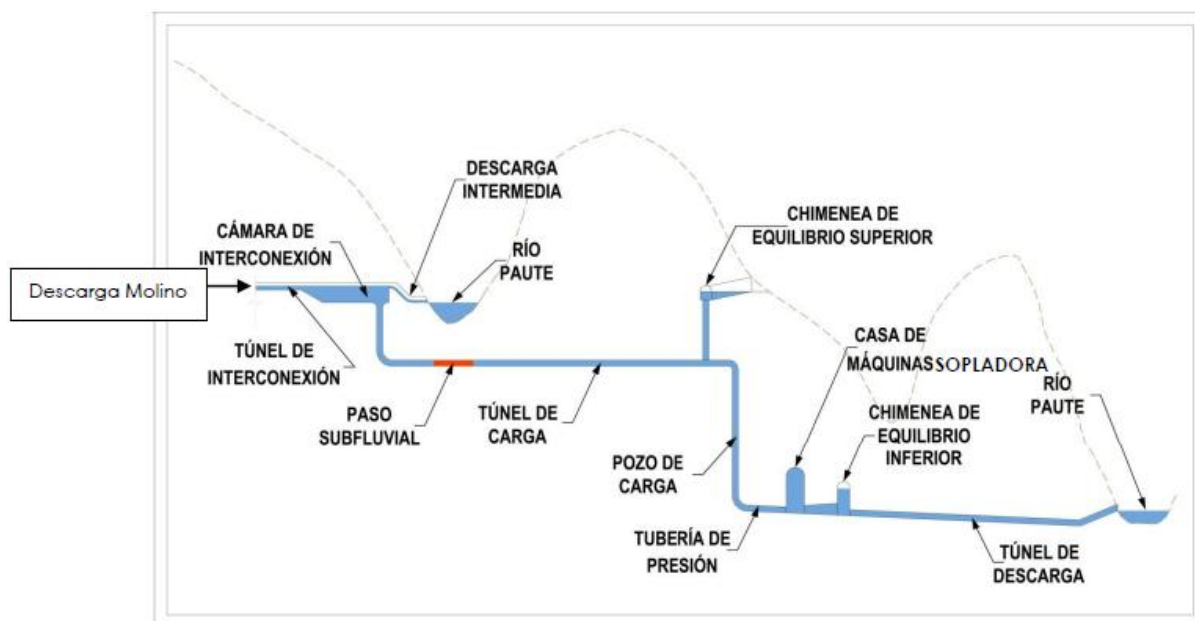 DESCARGA
INTERMEDIA
CHIMENEA DE
EQUILIBRIO SUPERIOR
CÁMARA DE
INTERCONEXIÓN
RÍO
PAUTE
Descarga Molino
TÚNEL DE
INTERCONEXIÓN
CASA DE
MÁQUINAS SOPLADORA
RÍO
PAUTE
PASO
SUBFLUVIAL
TÚNEL DE
CARGA
CHIMENEA DE
EQUILIBRIO
INFERIOR
POZO DE
CARGA
TUBERÍA DE
PRESIÓN
TÚNEL DE
DESCARGA